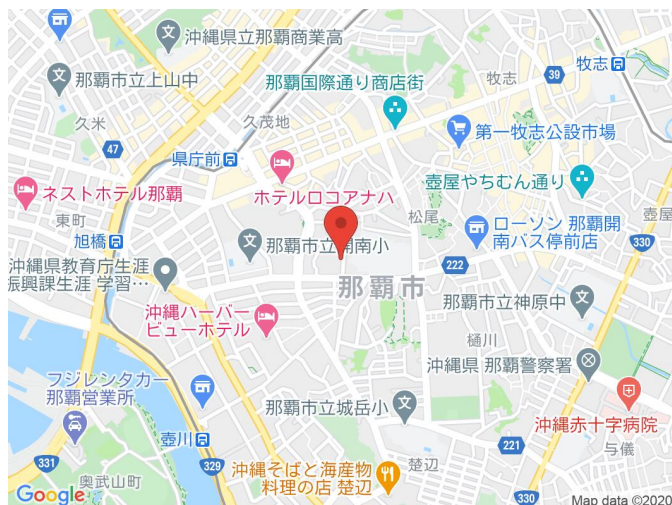 沖縄県立那覇商業高
那覇市立上山中
那覇国際通り商店街
牧志
牧志
39
久米
久茂地
第一牧志公設市場
47
県庁前
ホテルロコアナハ
壺屋やちむん通り
ネストホテル那覇
東町
松尾
壺屋
旭橋
那覇市立開南小
ローソン 那覇開
南バス停前店
330
沖縄県教育庁生涯
振興課生涯 学習…
222
那覇市
那覇市立神原中
沖縄ハーバー
ビューホテル
樋川
沖縄県 那覇警察署
フジレンタカー
那覇営業所
那覇市立城岳小
沖縄赤十字病院
壺川
221
与儀
331
329
沖縄そばと海産物
料理の店 楚辺
楚辺
奥武山町
330
Google
Map data ©2020